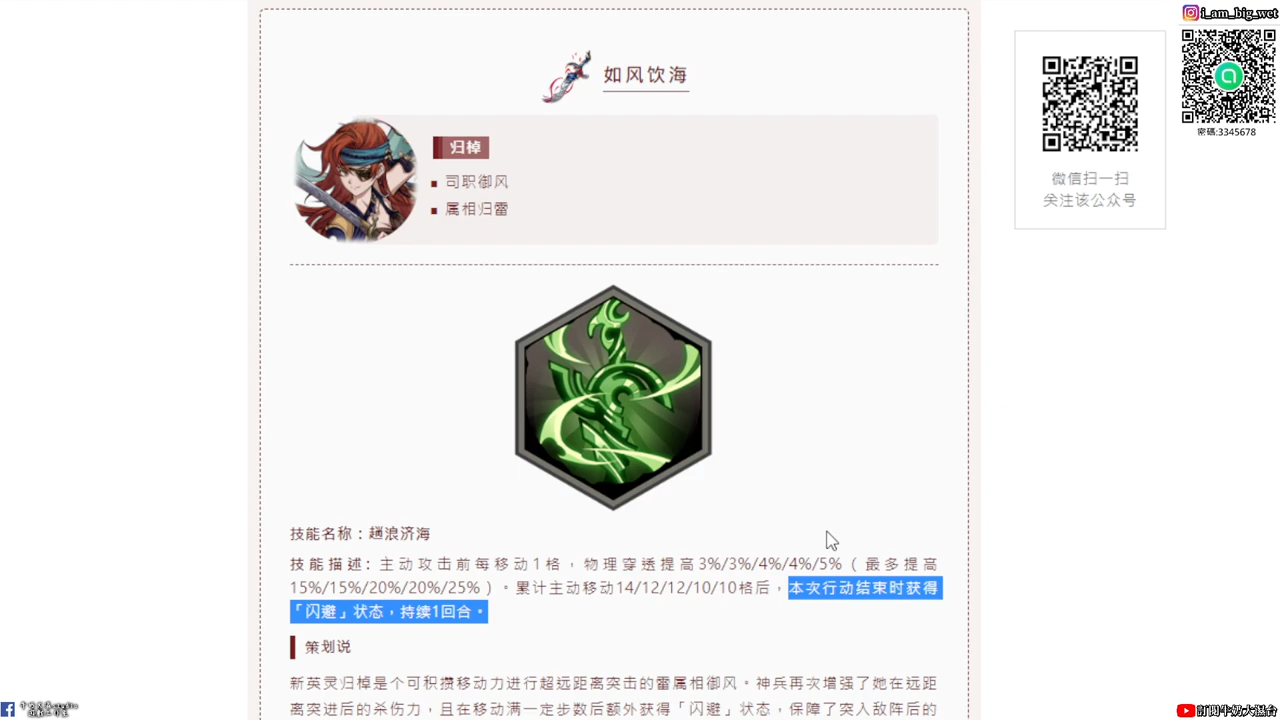 i_am_big_wet
如风饮海
归棹
司职御风
属相归雷
密碼:3345678
微信扫一扫
关注该公众号
技能名称：趟浪济海
技能描述: 主动攻击前每移动1格，物理穿透提高3%/3%/4%/4%/5%（最多提高
15%/15%/20%/20%/25%）。累计主动移动14/12/12/10/10格后，本次行动结束时获得
「闪避」状态，持续1回合。
策划说
新英灵归棹是个可积攒移动力进行超远距离突击的雷属相御风。神兵再次增强了她在远距
离突进后的杀伤力，且在移动满一定步数后额外获得「闪避」状态，保障了突入敌阵后的